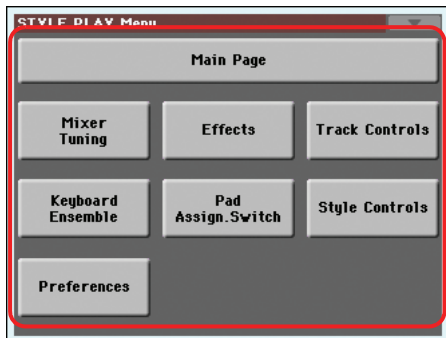 STYLE PLAY Menu
Main Page
Mixer
Tuning
Effects
Track Controls
Keyboard
Ensemble
Pad
Assign.Switch
Style Controls
Preferences